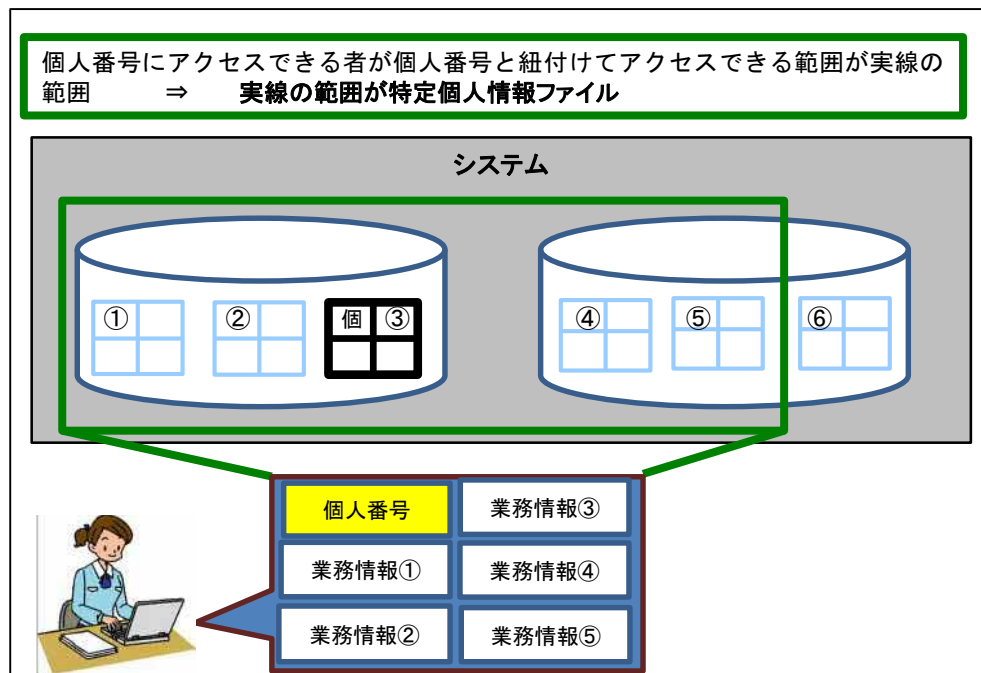 個人番号にアクセスできる者が個人番号と紐付けてアクセスできる範囲が実線の
範囲　　　⇒　　実線の範囲が特定個人情報ファイル
システム
① ② 個 ③ ④ ⑤ ⑥
個人番号 業務情報③
業務情報① 業務情報④
業務情報② 業務情報⑤